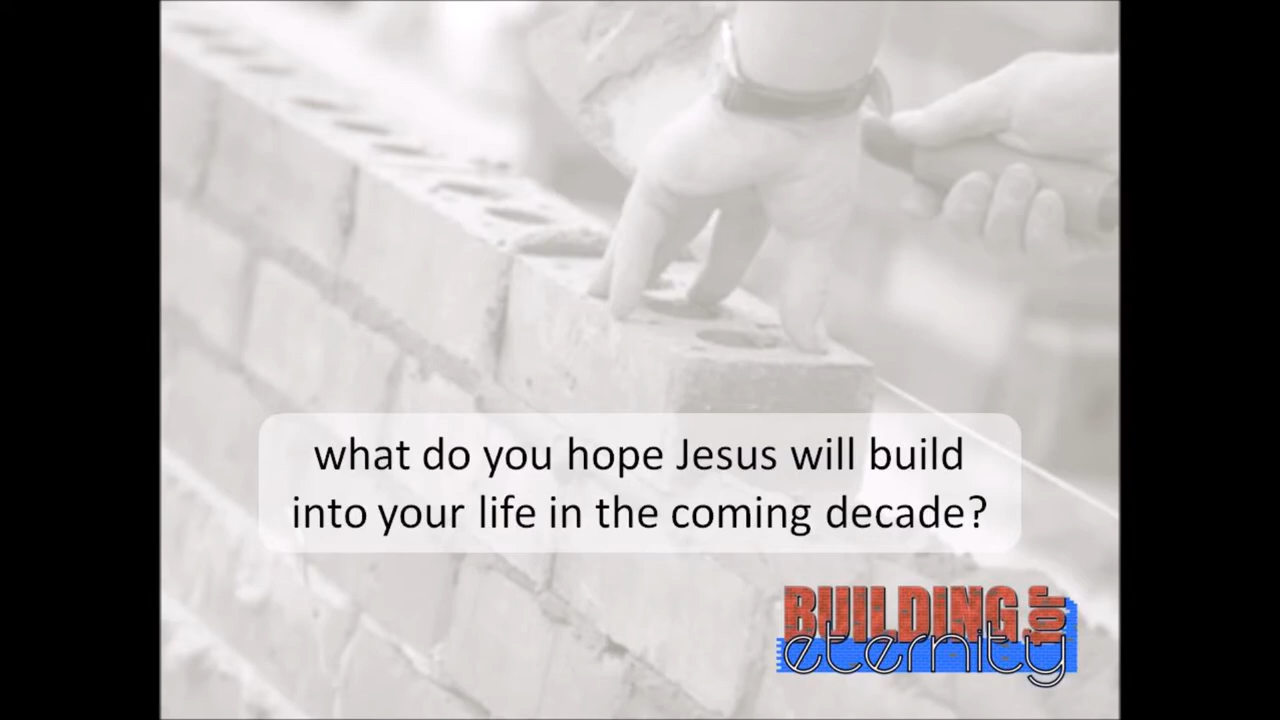 what do you hope Jesus will build
into your life in the coming decade?
BUILDING for
eternity